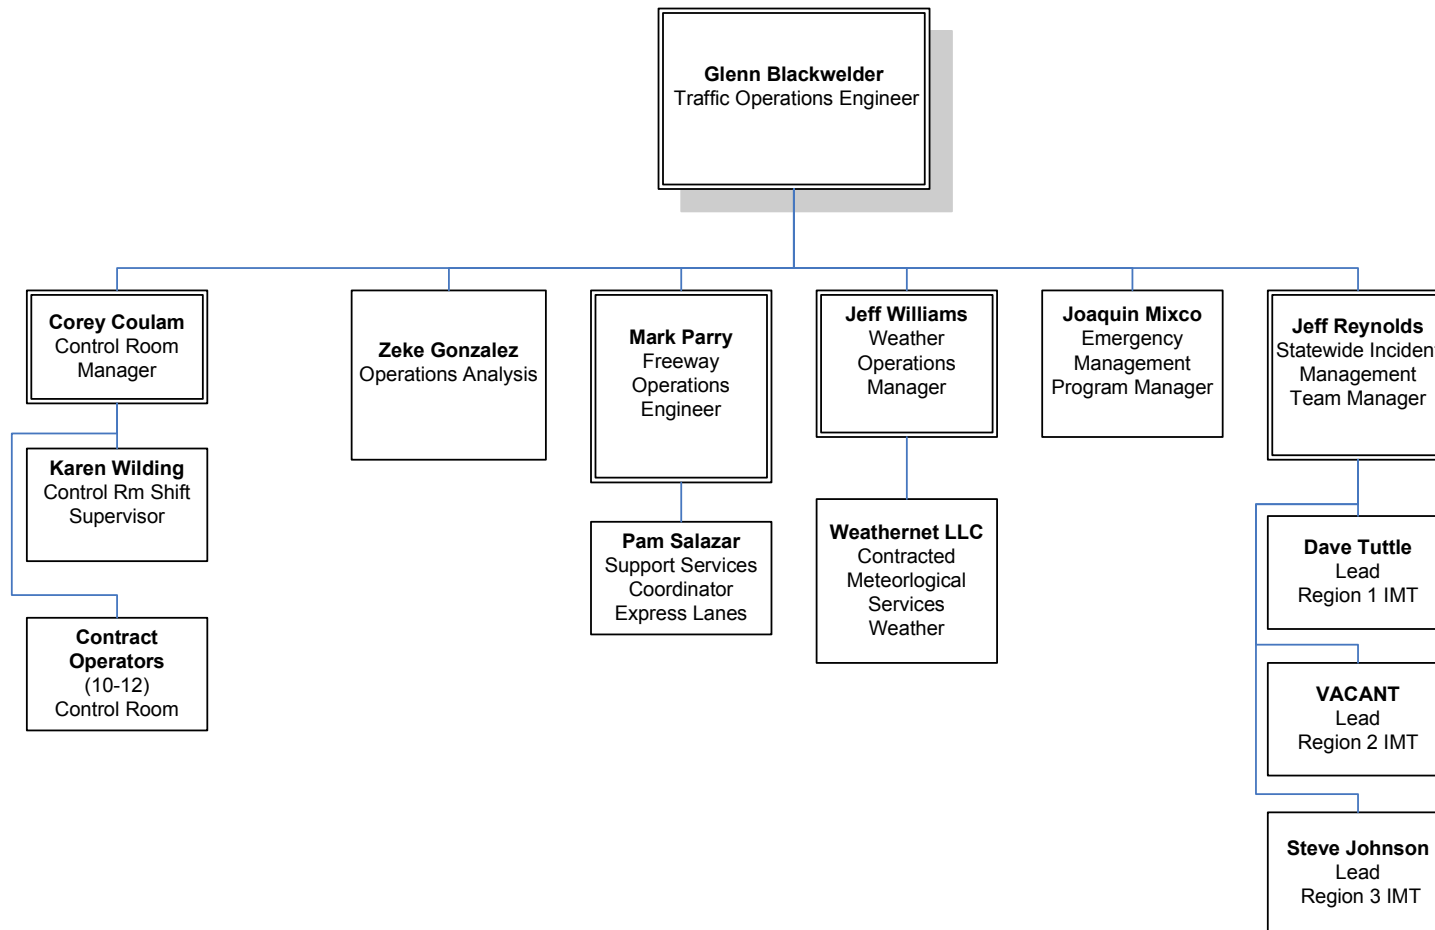 Glenn Blackwelder
Traffic Operations Engineer
Corey Coulam
Control Room
Manager
Zeke Gonzalez
Operations Analysis
Mark Parry
Freeway
Operations
Engineer
Jeff Williams
Weather
Operations
Manager
Joaquin Mixco
Emergency
Management
Program Manager
Jeff Reynolds
Statewide Incident
Management
Team Manager
Karen Wilding
Control Rm Shift
Supervisor
Pam Salazar
Support Services
Coordinator
Express Lanes
Weathernet LLC
Contracted
Meteorlogical
Services
Weather
Dave Tuttle
Lead
Region 1 IMT
Contract
Operators
(10-12)
Control Room
VACANT
Lead
Region 2 IMT
Steve Johnson
Lead
Region 3 IMT